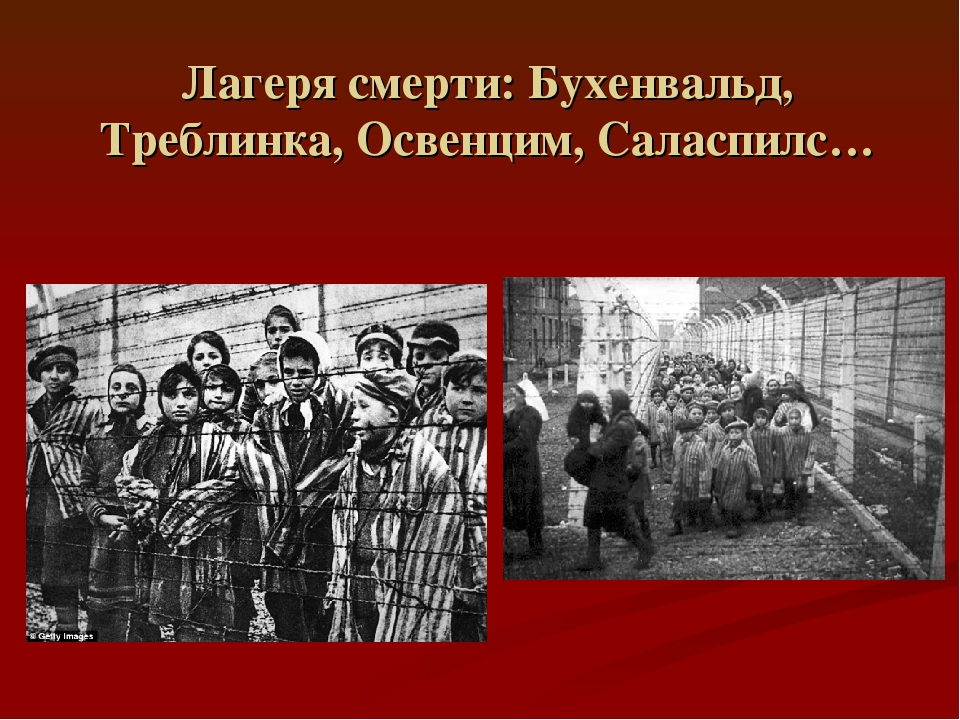 Лагеря смерти: Бухенвальд,
Треблинка, Освенцим, Саласпилс…
© Getty Images